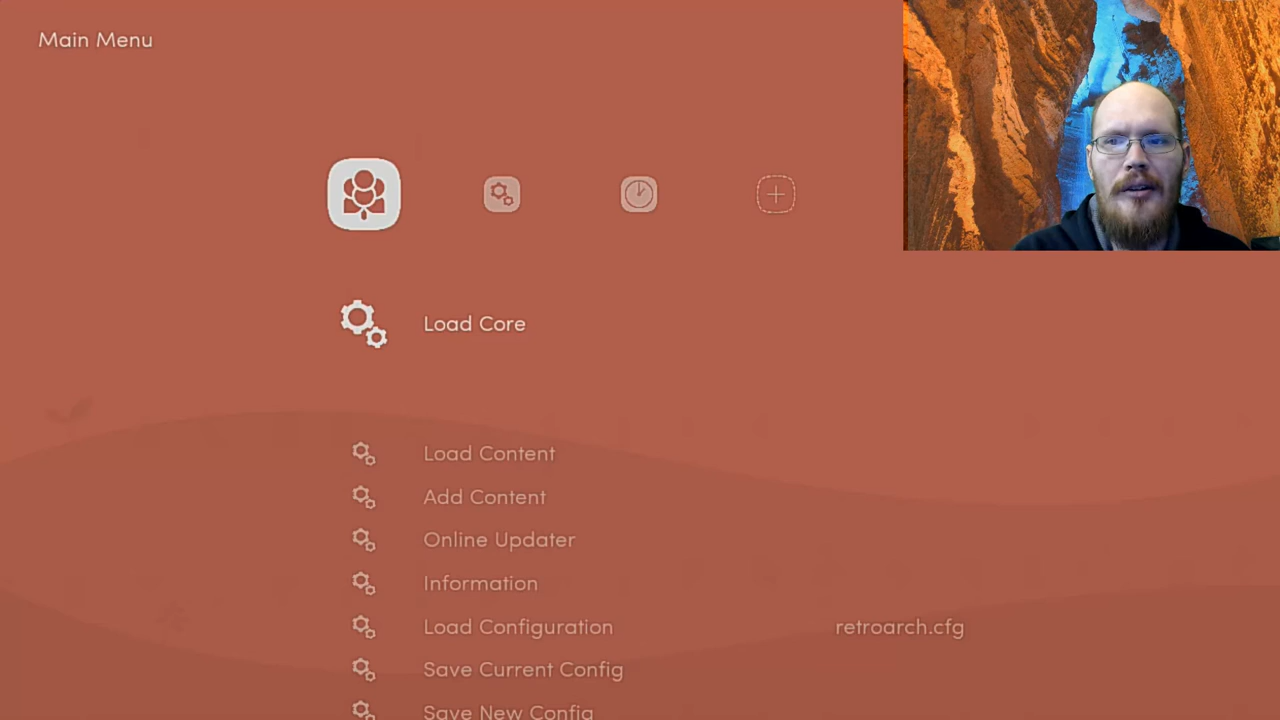 Main Menu
Load Core
Load Content
Add Content
Online Updater
Information
Load Configuration retroarch.cfg
Save Current Config
Save New Config